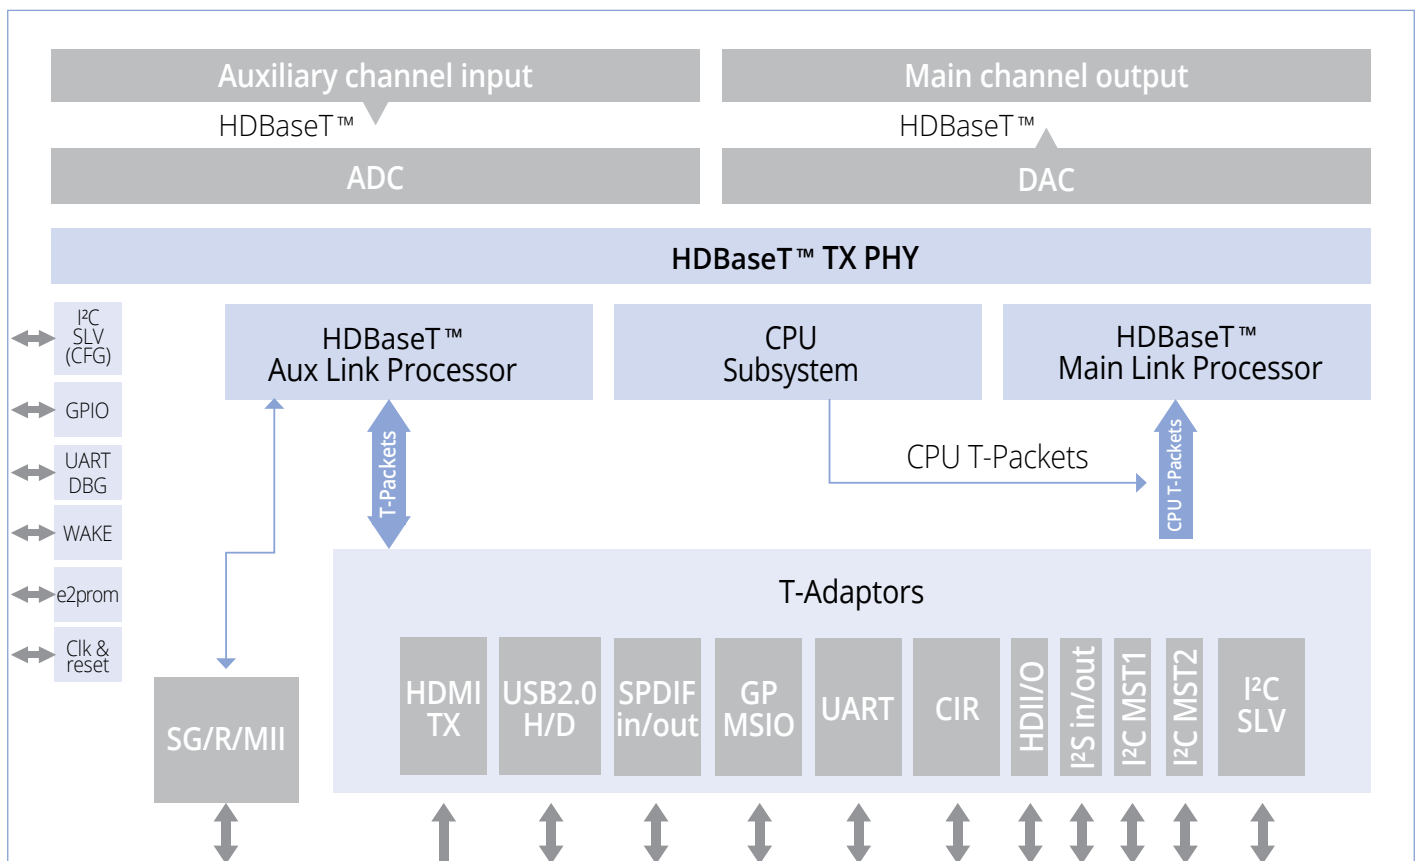 Auxiliary channel input
Main channel output
HDBaseT™
HDBaseT™
ADC
DAC
HDBaseT™ TX PHY
I²C
SLV
(CFG)
GPIO
UART
DBG
WAKE
e2prom
Clk &
reset
HDBaseT™
Aux Link Processor
CPU
Subsystem
HDBaseT™
Main Link Processor
T-Packets
CPU T-Packets
CPU T-Packets
T-Adaptors
SG/R/MII
HDMI
TX
USB2.0
H/D
SPDIF
in/out
GP
MSIO
UART
CIR
HDII/O
I²S in/out
I²C MST1
I²C MST2
I²C
SLV